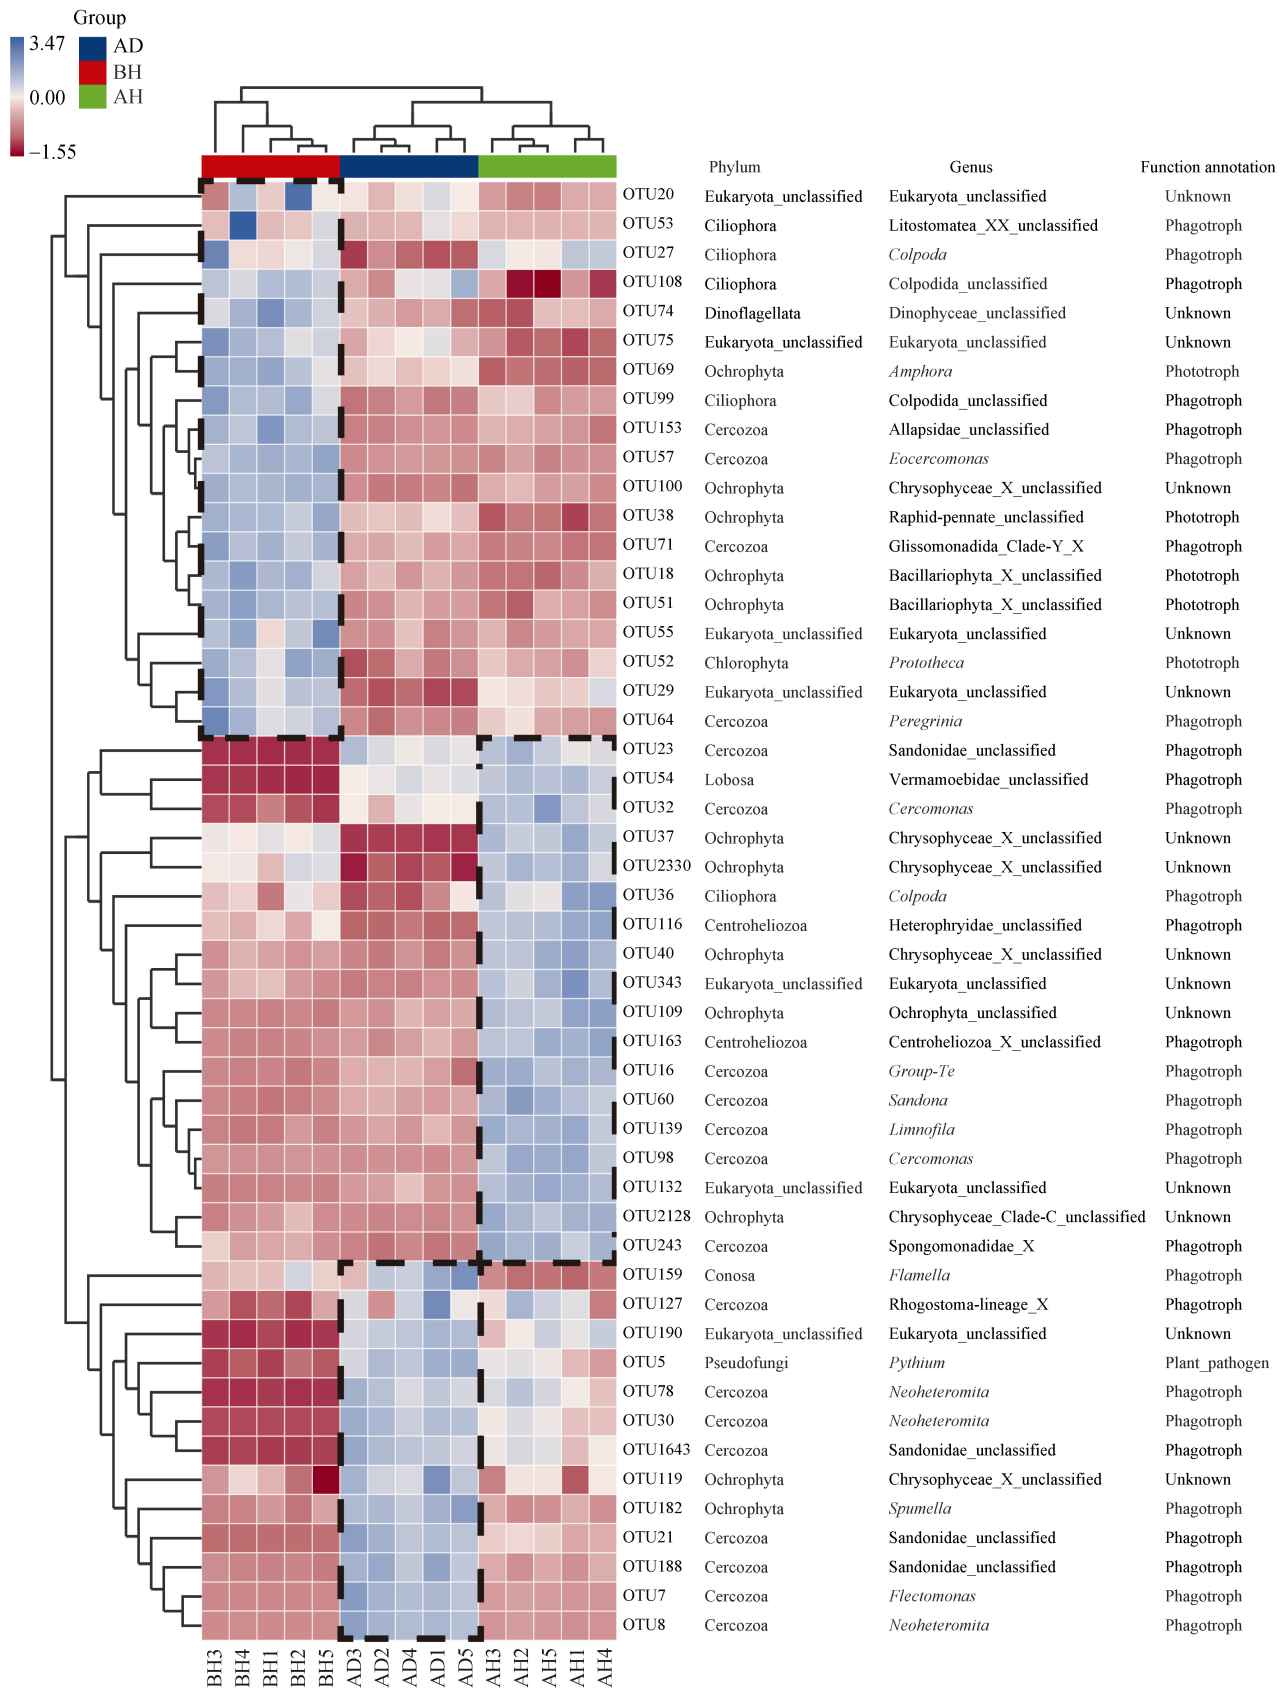 Group
3.47
0.00
−1.55
AD
BH
AH
Phylum Genus Function annotation
OTU20 Eukaryota_unclassified Eukaryota_unclassified Unknown
OTU53 Ciliophora Litostomatea_XX_unclassified Phagotroph
OTU27 Ciliophora Colpoda Phagotroph
OTU108 Ciliophora Colpodida_unclassified Phagotroph
OTU74 Dinoflagellata Dinophyceae_unclassified Unknown
OTU75 Eukaryota_unclassified Eukaryota_unclassified Unknown
OTU69 Ochrophyta Amphora Phototroph
OTU99 Ciliophora Colpodida_unclassified Phagotroph
OTU153 Cercozoa Allapsidae_unclassified Phagotroph
OTU57 Cercozoa Eocercomonas Phagotroph
OTU100 Ochrophyta Chrysophyceae_X_unclassified Unknown
OTU38 Ochrophyta Raphid-pennate_unclassified Phototroph
OTU71 Cercozoa Glissomonadida_Clade-Y_X Phagotroph
OTU18 Ochrophyta Bacillariophyta_X_unclassified Phototroph
OTU51 Ochrophyta Bacillariophyta_X_unclassified Phototroph
OTU55 Eukaryota_unclassified Eukaryota_unclassified Unknown
OTU52 Chlorophyta Prototheca Phototroph
OTU29 Eukaryota_unclassified Eukaryota_unclassified Unknown
OTU64 Cercozoa Peregrinia Phagotroph
OTU23 Cercozoa Sandonidae_unclassified Phagotroph
OTU54 Lobosa Vermamoebidae_unclassified Phagotroph
OTU32 Cercozoa Cercomonas Phagotroph
OTU37 Ochrophyta Chrysophyceae_X_unclassified Unknown
OTU2330 Ochrophyta Chrysophyceae_X_unclassified Unknown
OTU36 Ciliophora Colpoda Phagotroph
OTU116 Centroheliozoa Heterophryidae_unclassified Phagotroph
OTU40 Ochrophyta Chrysophyceae_X_unclassified Unknown
OTU343 Eukaryota_unclassified Eukaryota_unclassified Unknown
OTU109 Ochrophyta Ochrophyta_unclassified Unknown
OTU163 Centroheliozoa Centroheliozoa_X_unclassified Phagotroph
OTU16 Cercozoa Group-Te Phagotroph
OTU60 Cercozoa Sandona Phagotroph
OTU139 Cercozoa Limnofila Phagotroph
OTU98 Cercozoa Cercomonas Phagotroph
OTU132 Eukaryota_unclassified Eukaryota_unclassified Unknown
OTU2128 Ochrophyta Chrysophyceae_Clade-C_unclassified Unknown
OTU243 Cercozoa Spongomonadidae_X Phagotroph
OTU159 Conosa Flamella Phagotroph
OTU127 Cercozoa Rhogostoma-lineage_X Phagotroph
OTU190 Eukaryota_unclassified Eukaryota_unclassified Unknown
OTU5 Pseudofungi Pythium Plant_pathogen
OTU78 Cercozoa Neoheteromita Phagotroph
OTU30 Cercozoa Neoheteromita Phagotroph
OTU1643 Cercozoa Sandonidae_unclassified Phagotroph
OTU119 Ochrophyta Chrysophyceae_X_unclassified Unknown
OTU182 Ochrophyta Spumella Phagotroph
OTU21 Cercozoa Sandonidae_unclassified Phagotroph
OTU188 Cercozoa Sandonidae_unclassified Phagotroph
OTU7 Cercozoa Flectomonas Phagotroph
OTU8 Cercozoa Neoheteromita Phagotroph
BH3 BH4 BH1 BH2 BH5 AD3 AD2 AD4 AD1 AD5 AH3 AH2 AH5 AH1 AH4